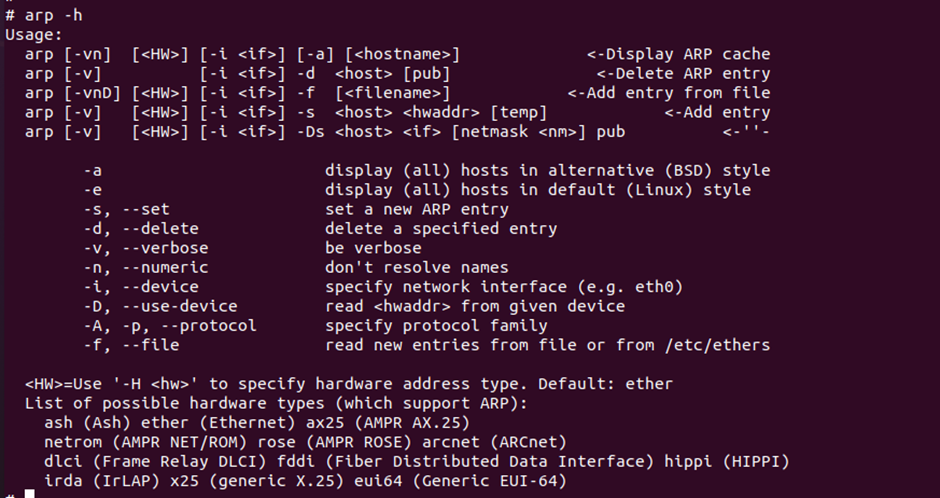 # arp -h
Usage:
  arp [-vn]  [<HW>] [-i <if>] [-a] [<hostname>]             <-Display ARP cache
  arp [-v]          [-i <if>] -d  <host> [pub]               <-Delete ARP entry
  arp [-vnD] [<HW>] [-i <if>] -f  [<filename>]            <-Add entry from file
  arp [-v]   [<HW>] [-i <if>] -s  <host> <hwaddr> [temp]            <-Add entry
  arp [-v]   [<HW>] [-i <if>] -Ds <host> <if> [netmask <nm>] pub          <-''-

        -a                       display (all) hosts in alternative (BSD) style
        -e                       display (all) hosts in default (Linux) style
        -s, --set                set a new ARP entry
        -d, --delete             delete a specified entry
        -v, --verbose            be verbose
        -n, --numeric            don't resolve names
        -i, --device             specify network interface (e.g. eth0)
        -D, --use-device         read <hwaddr> from given device
        -A, -p, --protocol       specify protocol family
        -f, --file               read new entries from file or from /etc/ethers

  <HW>=Use '-H <hw>' to specify hardware address type. Default: ether
  List of possible hardware types (which support ARP):
    ash (Ash) ether (Ethernet) ax25 (AMPR AX.25)
    netrom (AMPR NET/ROM) rose (AMPR ROSE) arcnet (ARCnet)
    dlci (Frame Relay DLCI) fddi (Fiber Distributed Data Interface) hippi (HIPPI)
    irda (IrLAP) x25 (generic X.25) eui64 (Generic EUI-64)
#